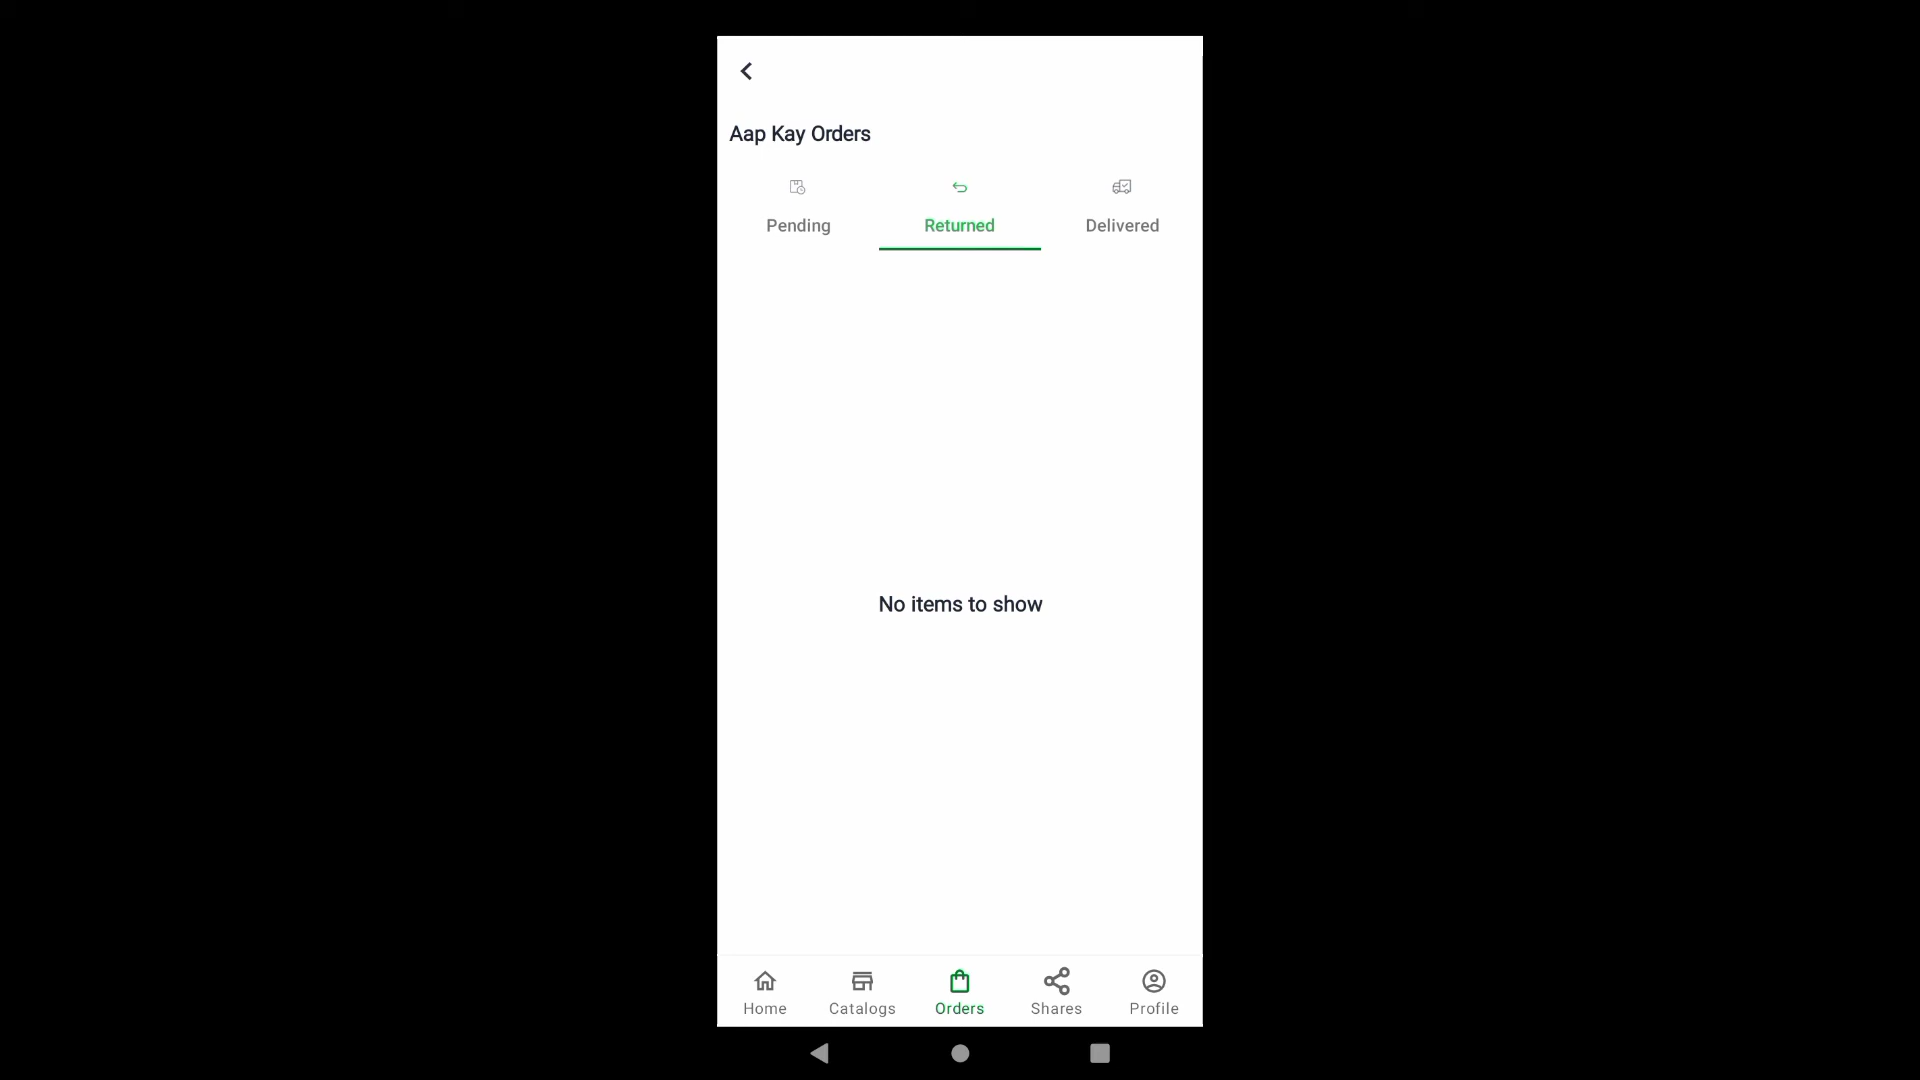 Aap Kay Orders
Pending Returned Delivered
No items to show
Home Catalogs Orders Shares Profile